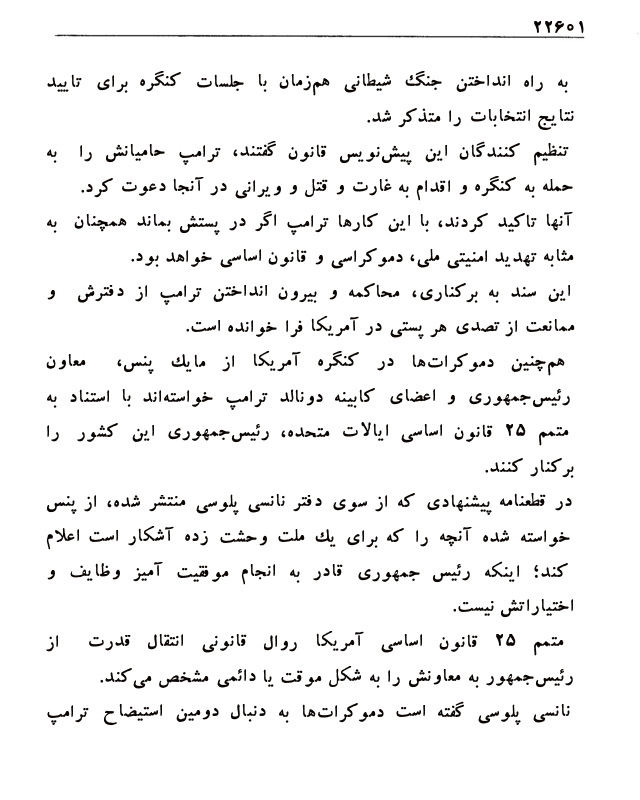 ۲۲۶۰۱
به راه انداختن جنگ شیطانی هم‌زمان با جلسات کنگره برای تایید
نتایج انتخابات را متذکر شد.
تنظیم کنندگان این پیش‌نویس قانون گفتند، ترامپ حامیانش را به
حمله به کنگره و اقدام به غارت و قتل و ویرانی در آنجا دعوت کرد.
آنها تاکید کردند، با این کارها ترامپ اگر در پستش بماند همچنان به
مثابه تهدید امنیتی ملی، دموکراسی و قانون اساسی خواهد بود.
این سند به برکناری، محاکمه و بیرون انداختن ترامپ از دفترش و
ممانعت از تصدی هر پستی در آمریکا فرا خوانده است.
هم‌چنین دموکرات‌ها در کنگره آمریکا از مایك پنس، معاون
رئیس‌جمهوری و اعضای کابینه دونالد ترامپ خواسته‌اند با استناد به
متمم ۲۵ قانون اساسی ایالات متحده، رئیس‌جمهوری این کشور را
برکنار کنند.
در قطعنامه پیشنهادی که از سوی دفتر نانسی پلوسی منتشر شده، از پنس
خواسته شده آنچه را که برای یك ملت وحشت زده آشکار است اعلام
کند؛ اینکه رئیس جمهوری قادر به انجام موفقیت آمیز وظایف و
اختیاراتش نیست.
متمم ۲۵ قانون اساسی آمریکا روال قانونی انتقال قدرت از
رئیس‌جمهور به معاونش را به شکل موقت یا دائمی مشخص می‌کند.
نانسی پلوسی گفته است دموکرات‌ها به دنبال دومین استیضاح ترامپ